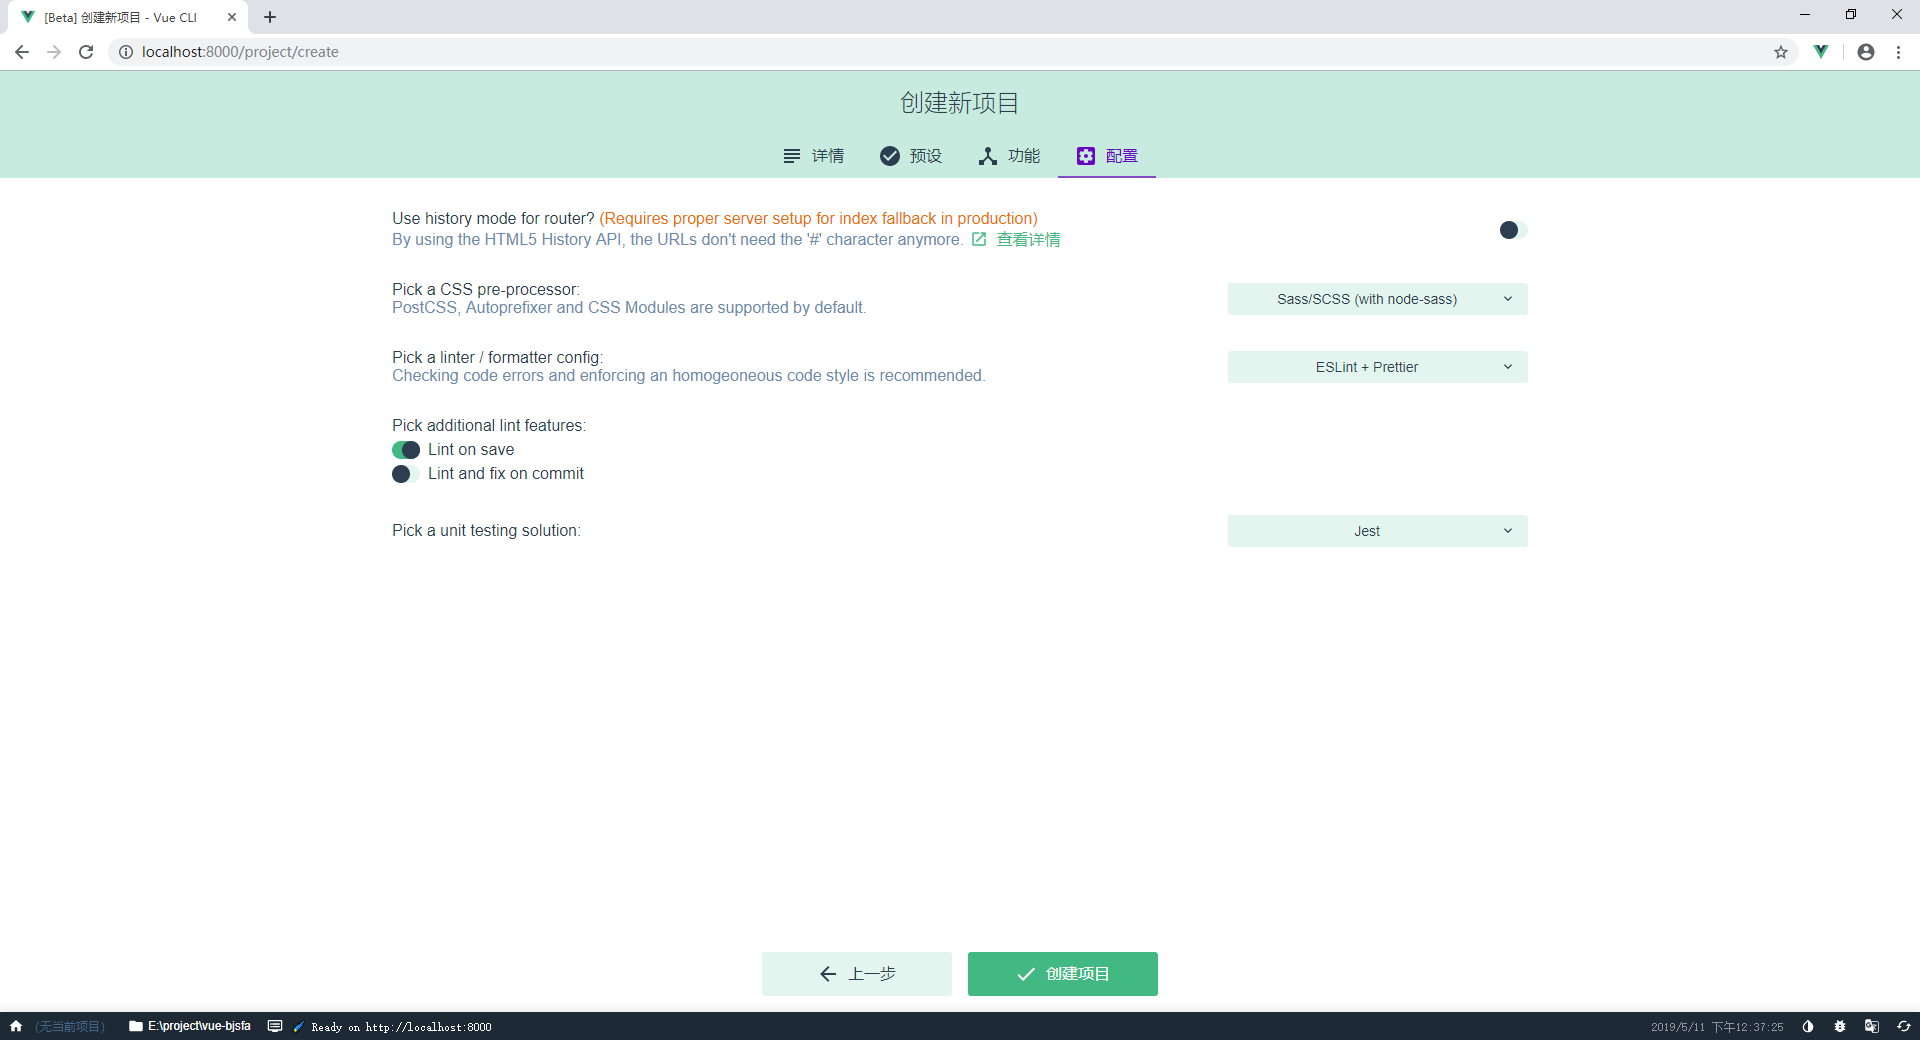 [Beta] 创建新项目 - Vue CLI
localhost:8000/project/create
创建新项目
详情 预设 功能 配置
Use history mode for router? (Requires proper server setup for index fallback in production)
By using the HTML5 History API, the URLs don't need the '#' character anymore. 查看详情
Pick a CSS pre-processor:
PostCSS, Autoprefixer and CSS Modules are supported by default.
Sass/SCSS (with node-sass)
Pick a linter / formatter config:
Checking code errors and enforcing an homogeoneous code style is recommended.
ESLint + Prettier
Pick additional lint features:
Lint on save
Lint and fix on commit
Pick a unit testing solution:
Jest
上一步 创建项目
(无当前项目) E:\project\vue-bjsfa Ready on http://localhost:8000 2019/5/11 下午12:37:25